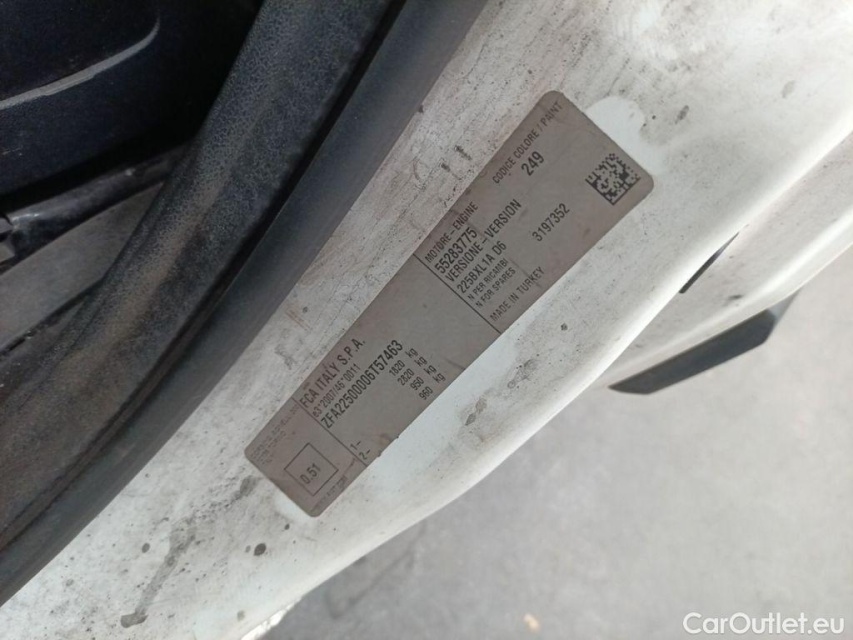 FCA ITALY S.P.A.
e3*2007/46*0011
ZFA22500006T57463
1820 kg
2820 kg
1-- 950 kg
2-- 960 kg
0.51
MOTORE - ENGINE
55283775
VERSIONE - VERSION
225BXL1A D6
N PER RICAMBI
N FOR SPARES
3197352
MADE IN TURKEY
CODICE COLORE / PAINT
249
CarOutlet.eu